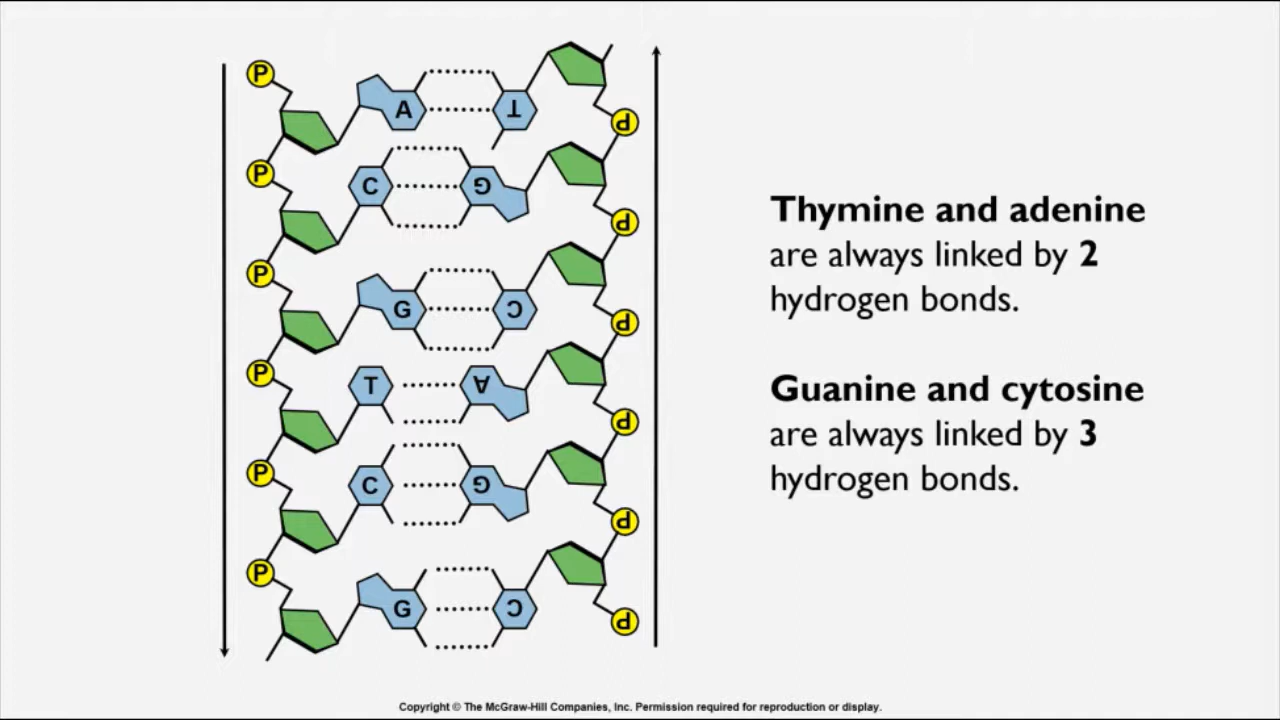 P
A T
P
P
C G
Thymine and adenine
are always linked by 2
hydrogen bonds.
P
P
G C
P
P
T A
Guanine and cytosine
are always linked by 3
hydrogen bonds.
P
P
C G
P
P
G C
P
Copyright © The McGraw-Hill Companies, Inc. Permission required for reproduction or display.